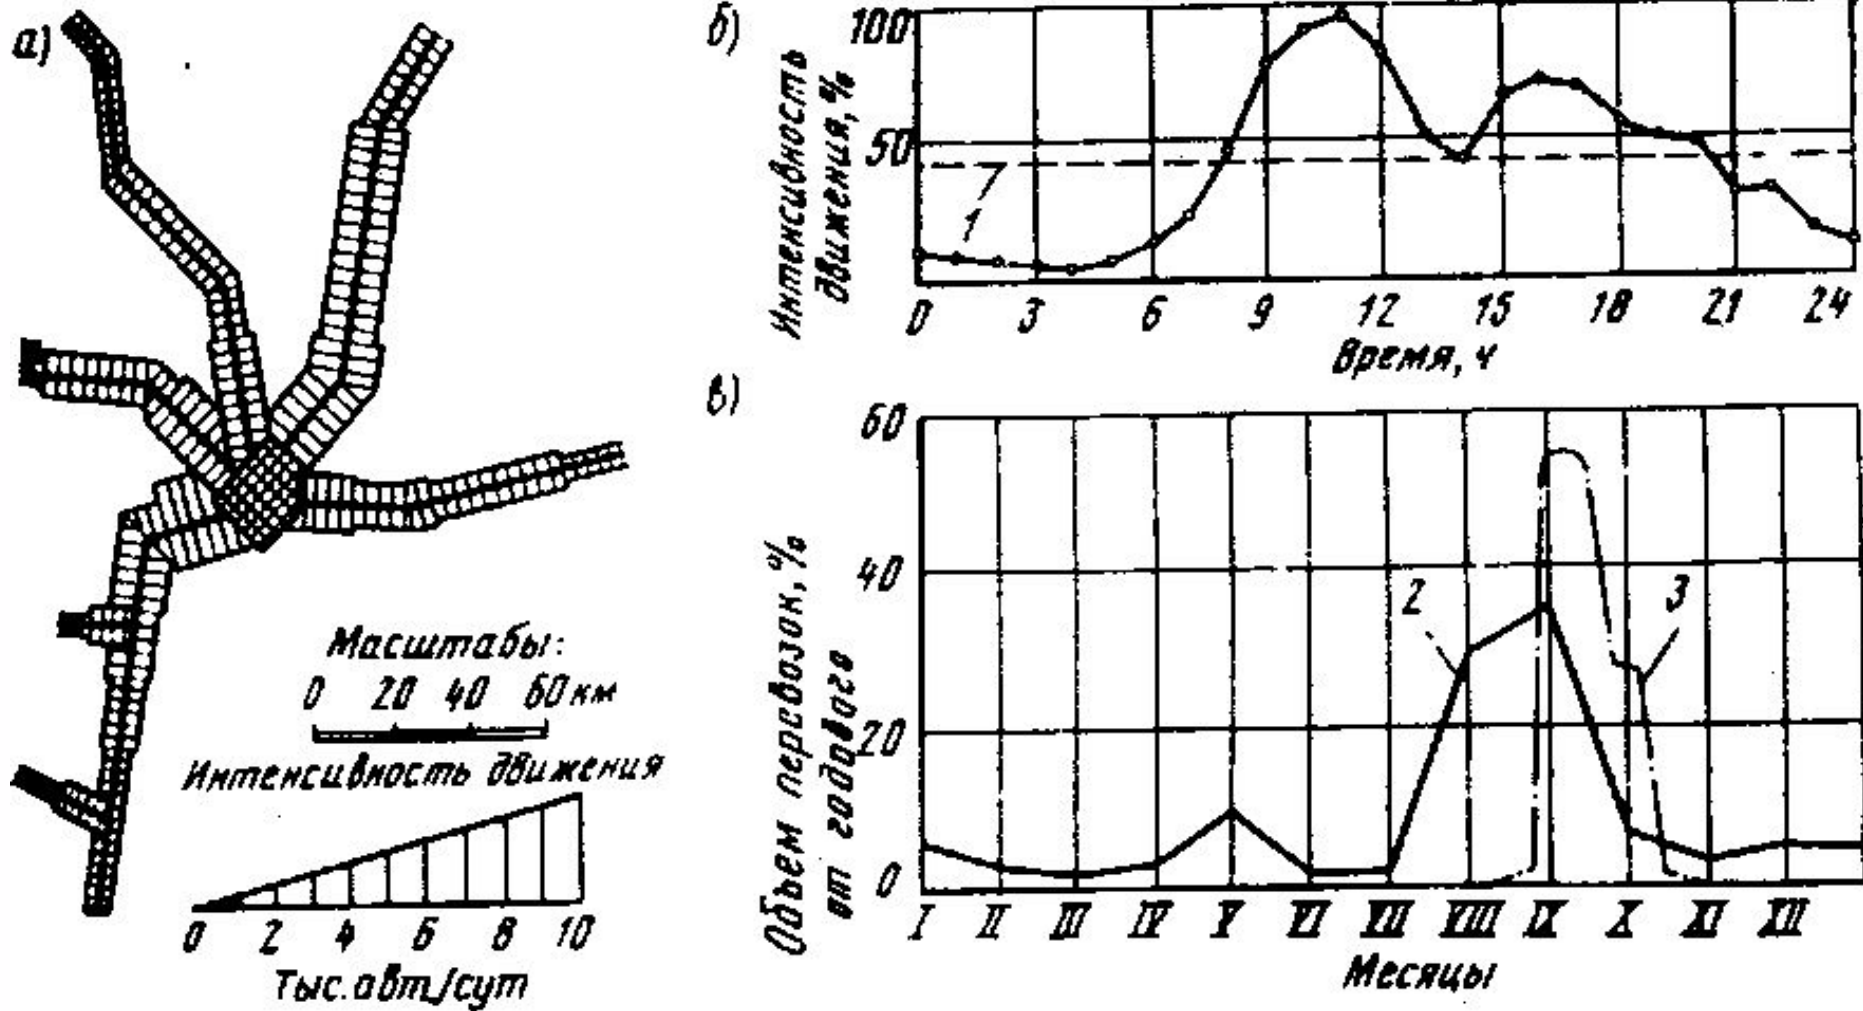 а)
Масштабы:
0 20 40 60 км
Интенсивность движения
0 2 4 6 8 10
Тыс. авт/сут
б)
Интенсивность
движения, %
100
50
1
0 3 6 9 12 15 18 21 24
Время, ч
в)
Объем перевозок, %
от годового
60
40
20
0
2
3
I II III IV V VI VII VIII IX X XI XII
Месяцы